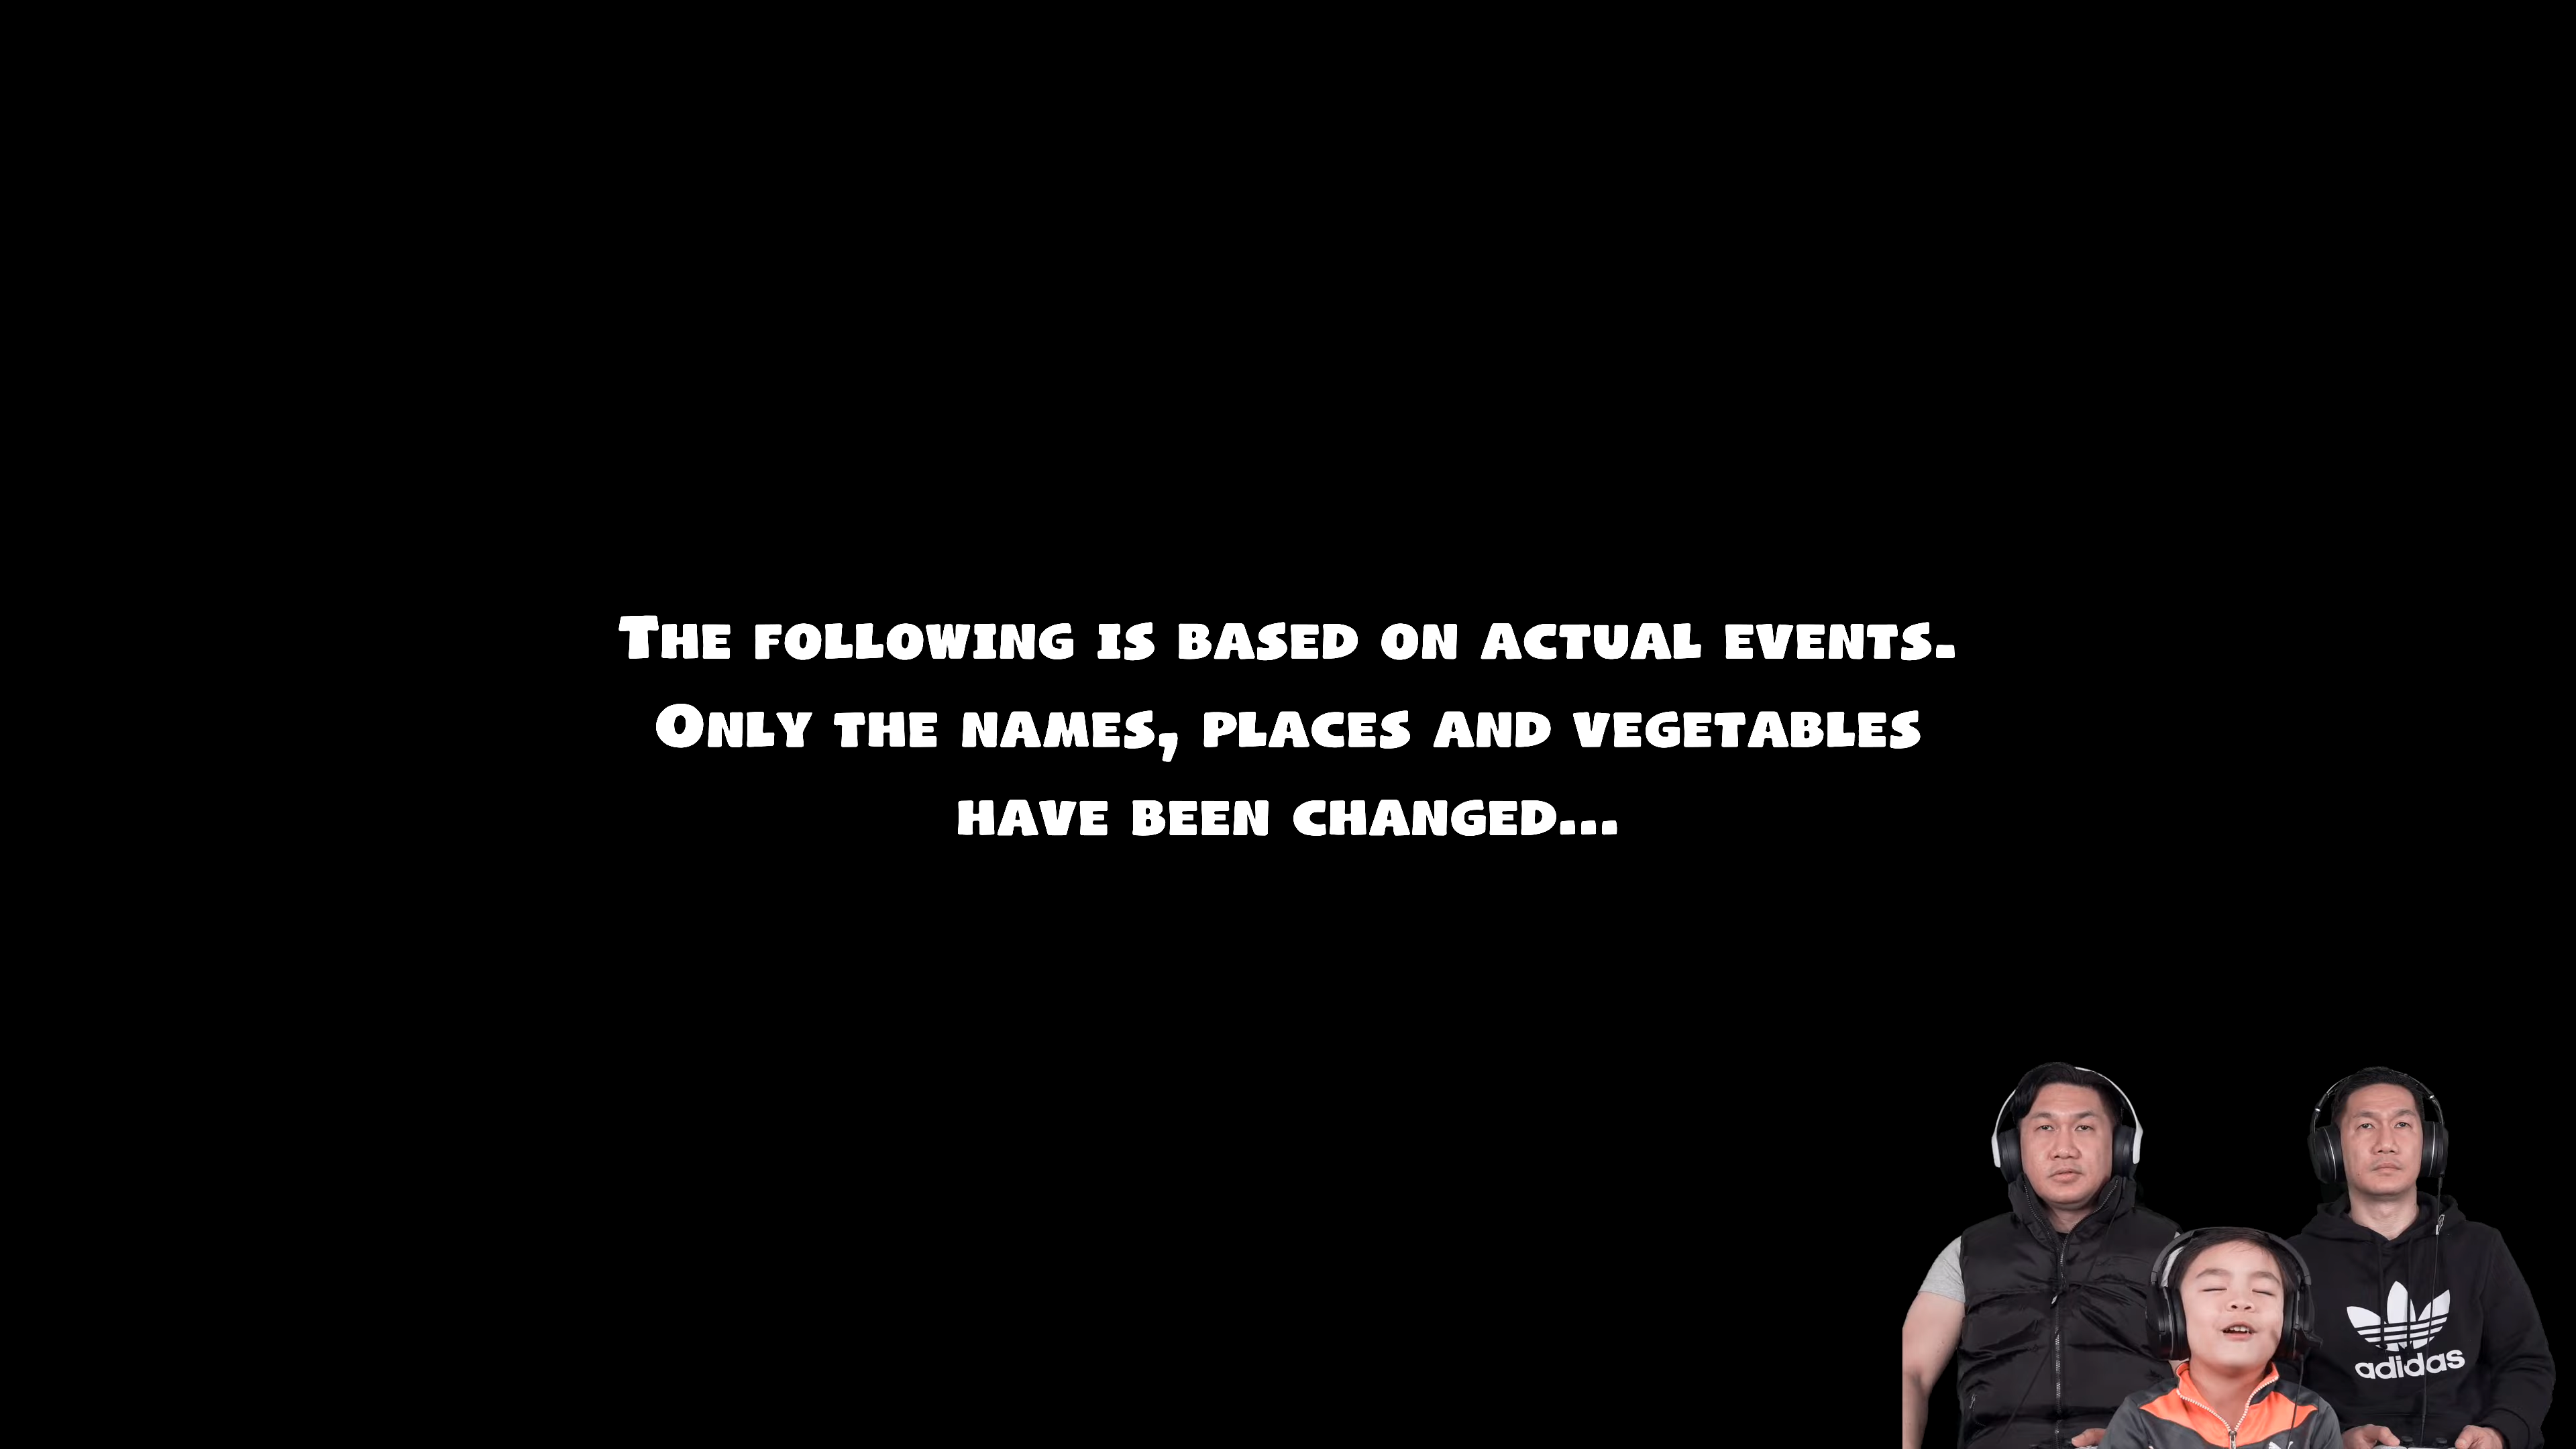 The following is based on actual events.
Only the names, places and vegetables
have been changed...
adidas